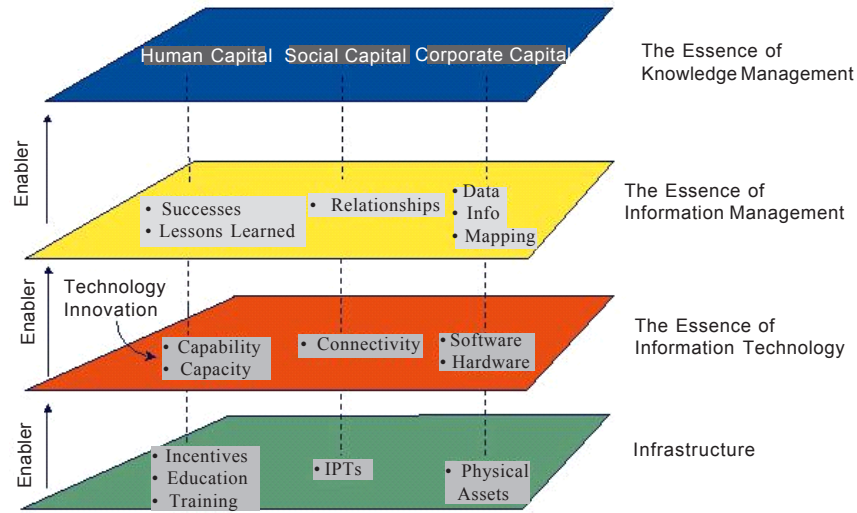 Human Capital Social Capital Corporate Capital
The Essence of
Knowledge Management
Enabler
• Successes
• Lessons Learned
• Relationships
• Data
• Info
• Mapping
The Essence of
Information Management
Enabler
Technology
Innovation
• Capability
• Capacity
• Connectivity
• Software
• Hardware
The Essence of
Information Technology
Enabler
• Incentives
• Education
• Training
• IPTs
• Physical
Assets
Infrastructure